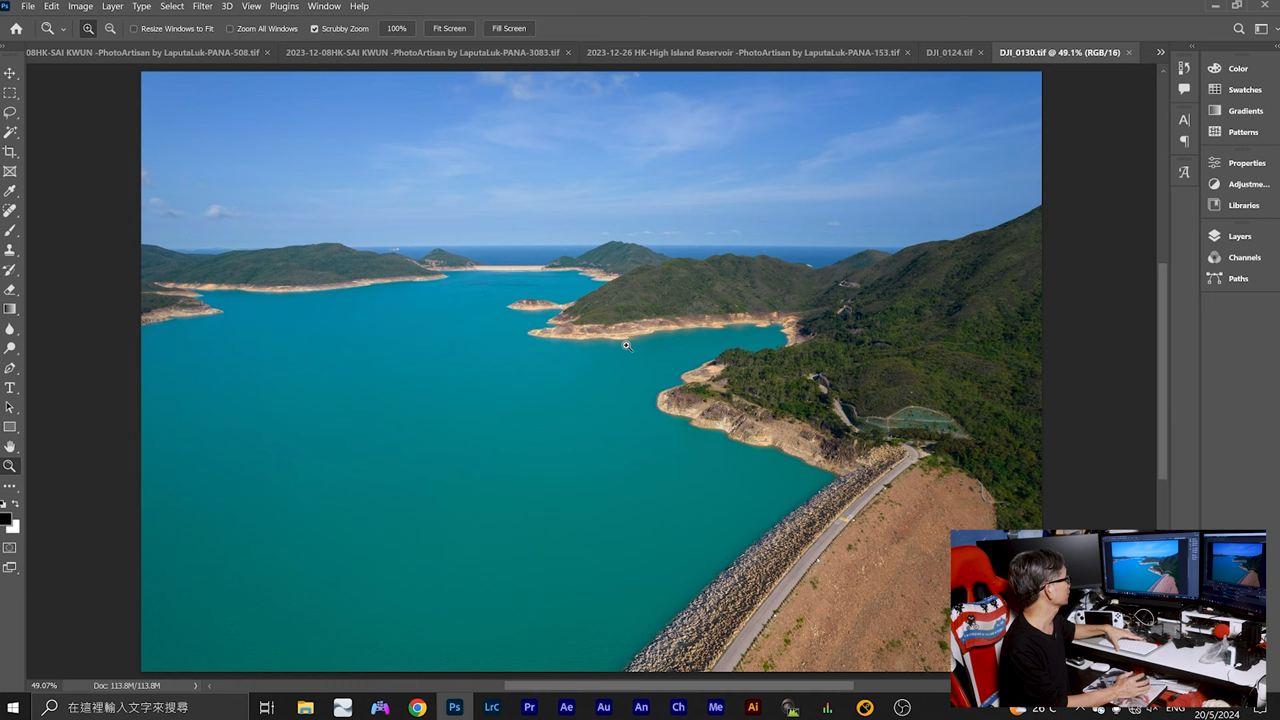 Ps File Edit Image Layer Type Select Filter 3D View Plugins Window Help
Resize Windows to Fit Zoom All Windows Scrubby Zoom 100% Fit Screen Fill Screen
08HK-SAI KWUN -PhotoArtisan by LaputaLuk-PANA-508.tif × 2023-12-08HK-SAI KWUN -PhotoArtisan by LaputaLuk-PANA-3083.tif × 2023-12-26 HK-High Island Reservoir -PhotoArtisan by LaputaLuk-PANA-153.tif × DJI_0124.tif × DJI_0130.tif @ 49.1% (RGB/16) ×
Color
Swatches
Gradients
Patterns
Properties
Adjustme...
Libraries
Layers
Channels
Paths
49.07% Doc: 113.8M/113.8M
在這裡輸入文字來搜尋
Ps Lrc Pr Ae Au An Ch Me Ai
26°C
ENG
20/5/2024